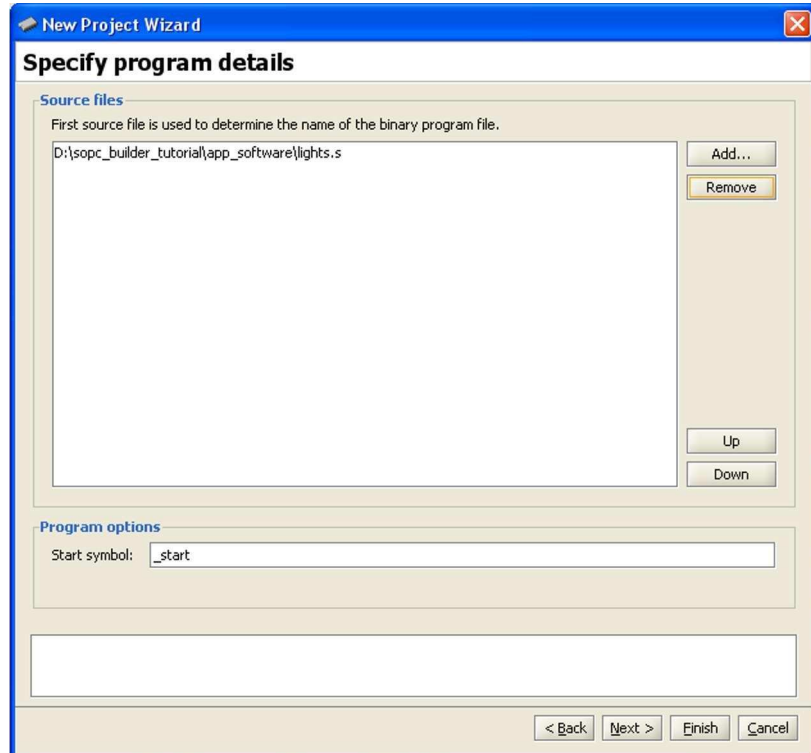 New Project Wizard
Specify program details
Source files
First source file is used to determine the name of the binary program file.
D:\sopc_builder_tutorial\app_software\lights.s
Add...
Remove
Up
Down
Program options
Start symbol: _start
< Back Next > Finish Cancel